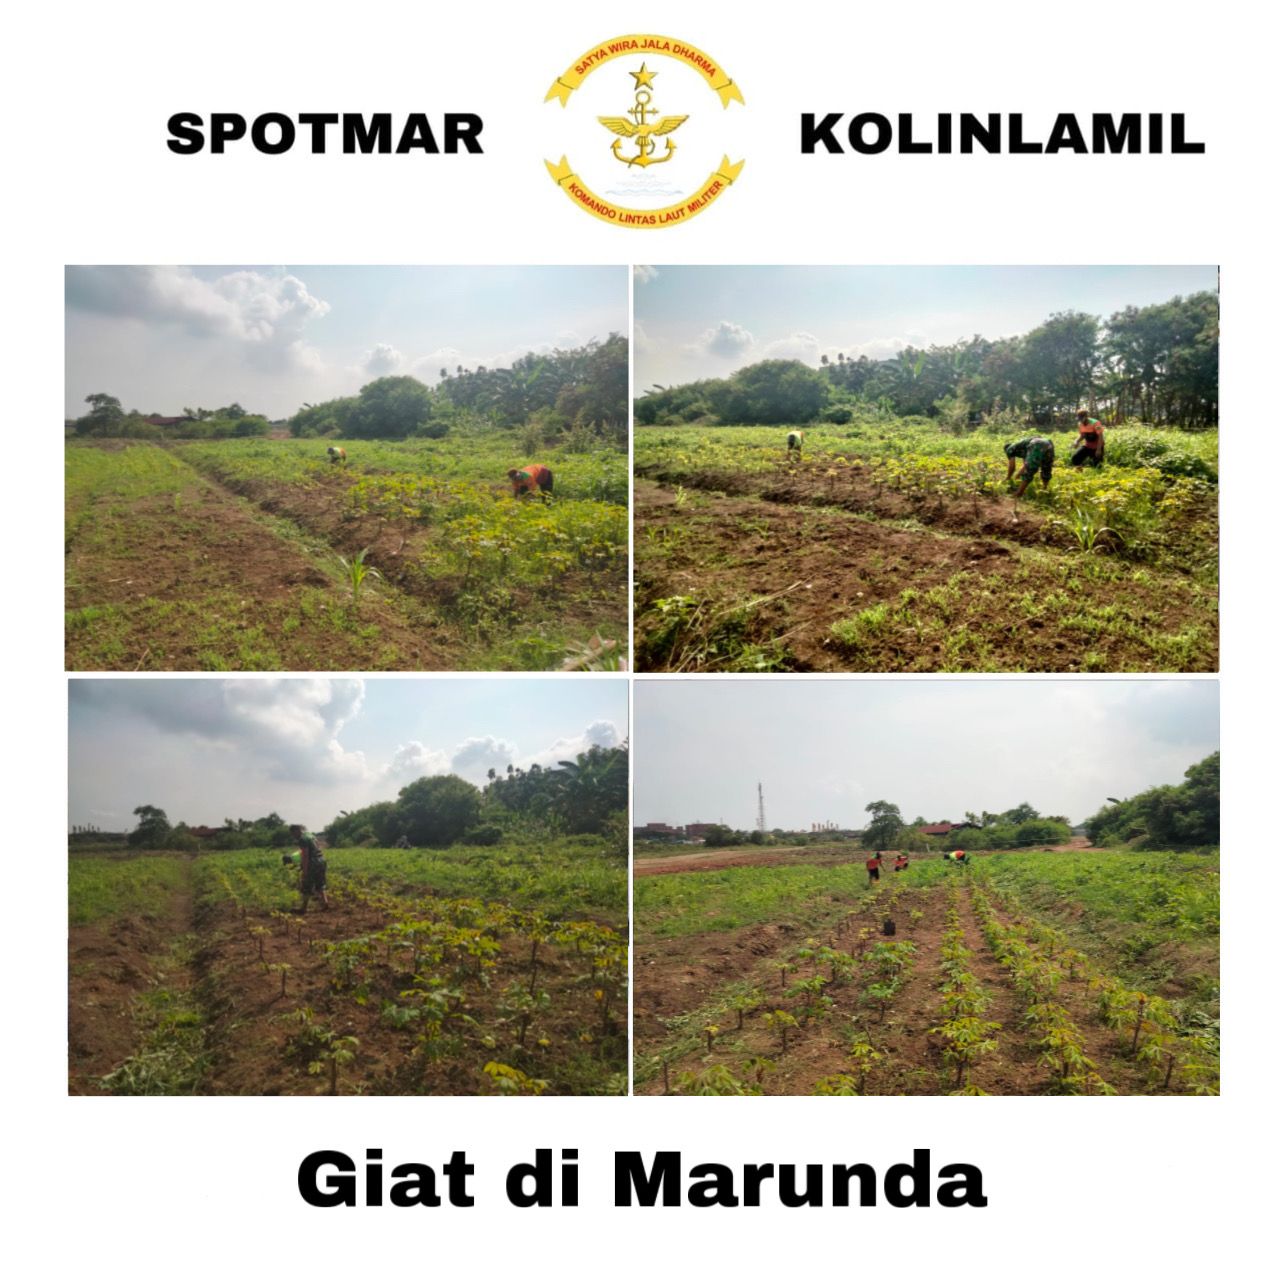 SPOTMAR
SATYA WIRA JALA DHARMA
KOMANDO LINTAS LAUT MILITER
KOLINLAMIL
Giat di Marunda